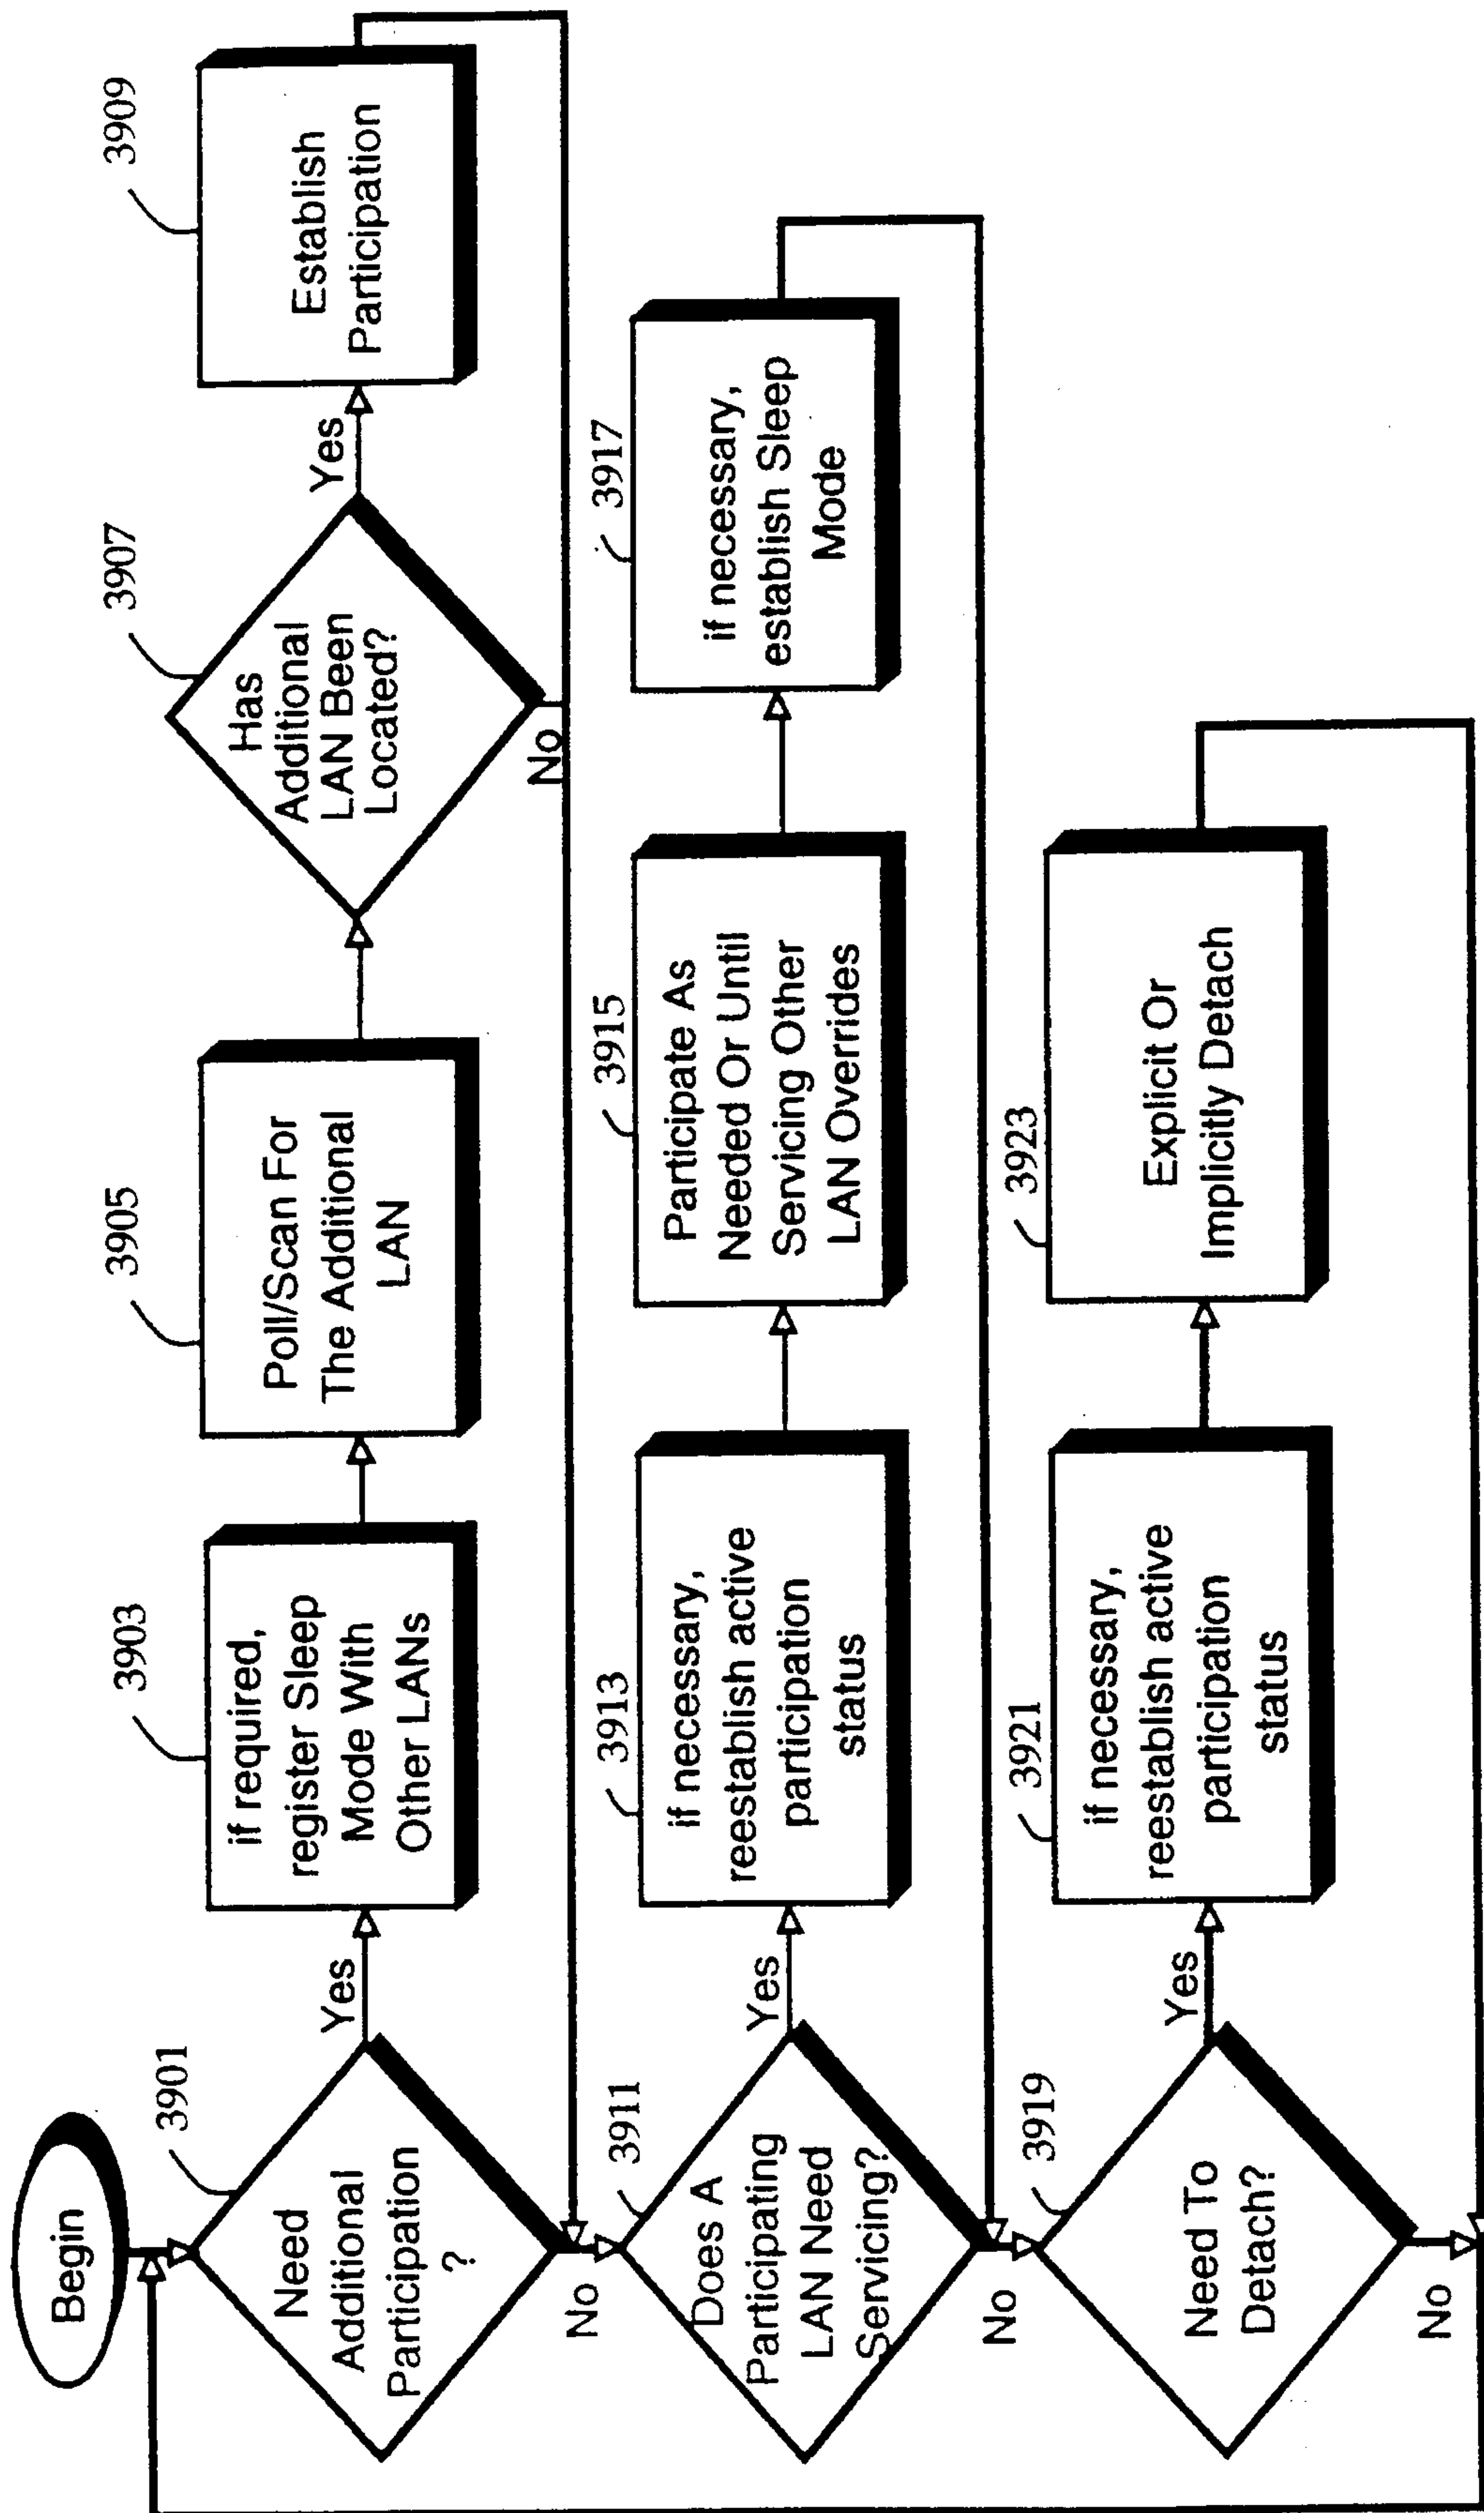 Begin
3901
Need
Additional
Participation
?
Yes
No
3903
if required,
register Sleep
Mode With
Other LANs
3905
Poll/Scan For
The Additional
LAN
3907
Has
Additional
LAN Been
Located?
Yes
No
3909
Establish
Participation
3911
Does A
Participating
LAN Need
Servicing?
Yes
No
3913
if necessary,
reestablish active
participation
status
3915
Participate As
Needed Or Until
Servicing Other
LAN Overrides
3917
if necessary,
establish Sleep
Mode
3919
Need To
Detach?
Yes
No
3921
if necessary,
reestablish active
participation
status
3923
Explicit Or
Implicitly Detach